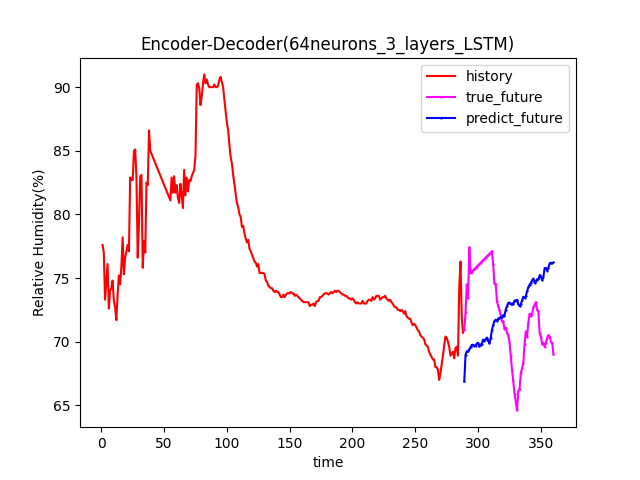 Encoder-Decoder(64neurons_3_layers_LSTM)
history
true_future
predict_future
Relative Humidity(%)
90
85
80
75
70
65
0
50
100
150
200
250
300
350
time